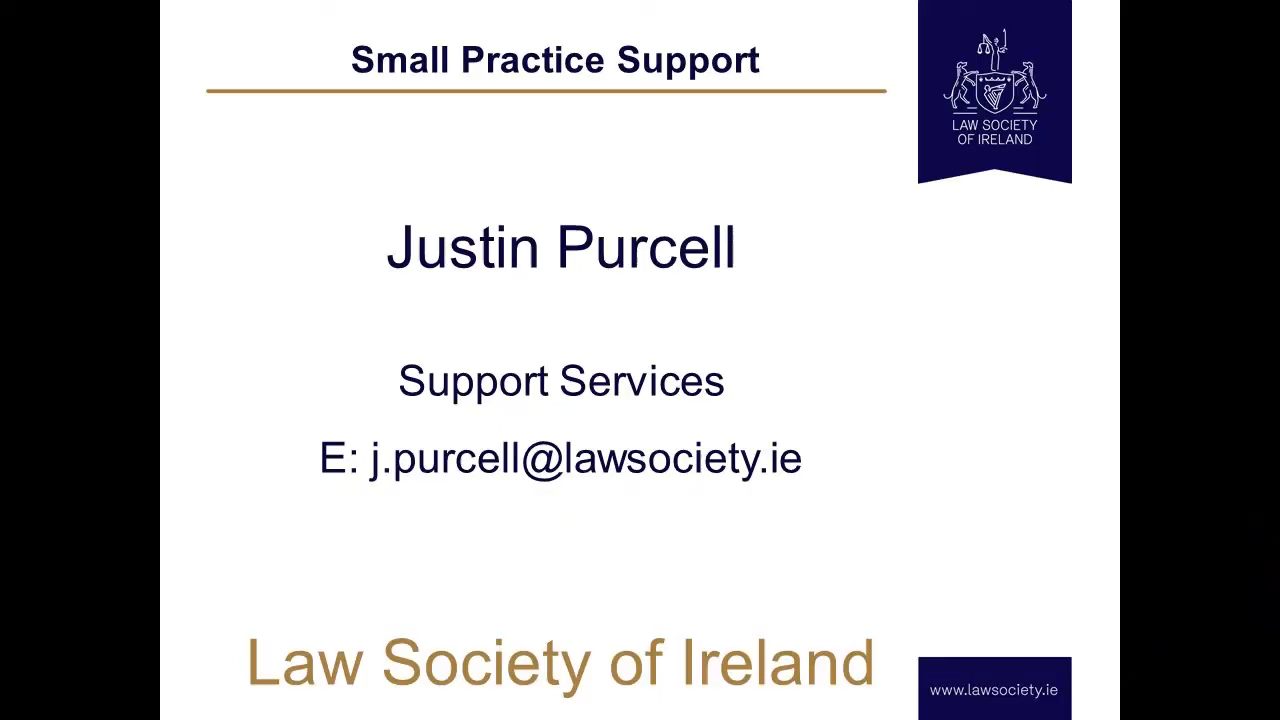 Small Practice Support
LAW SOCIETY
OF IRELAND
Justin Purcell
Support Services
E: j.purcell@lawsociety.ie
Law Society of Ireland
www.lawsociety.ie